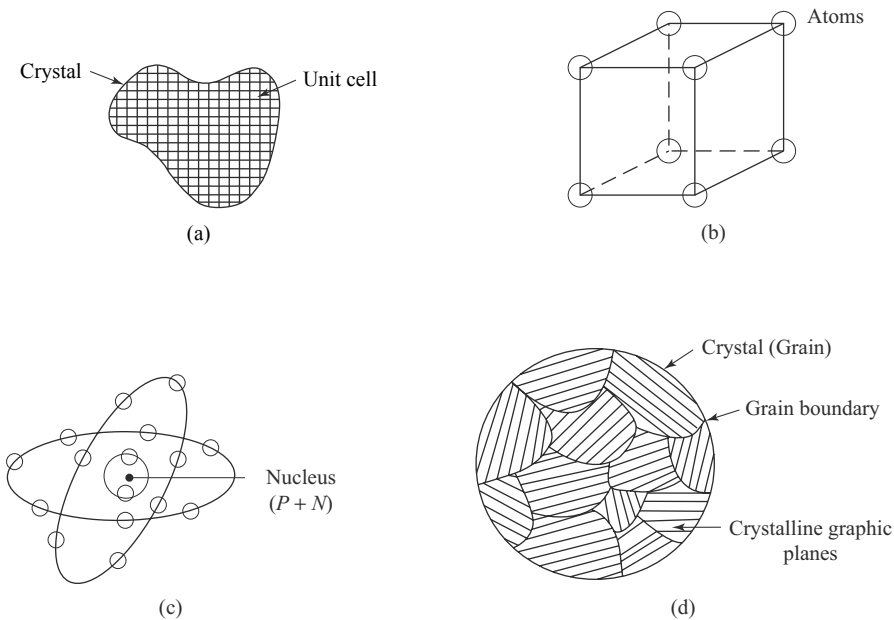 Crystal
Unit cell
(a)
Atoms
(b)
Nucleus
(P + N)
(c)
Crystal (Grain)
Grain boundary
Crystalline graphic
planes
(d)